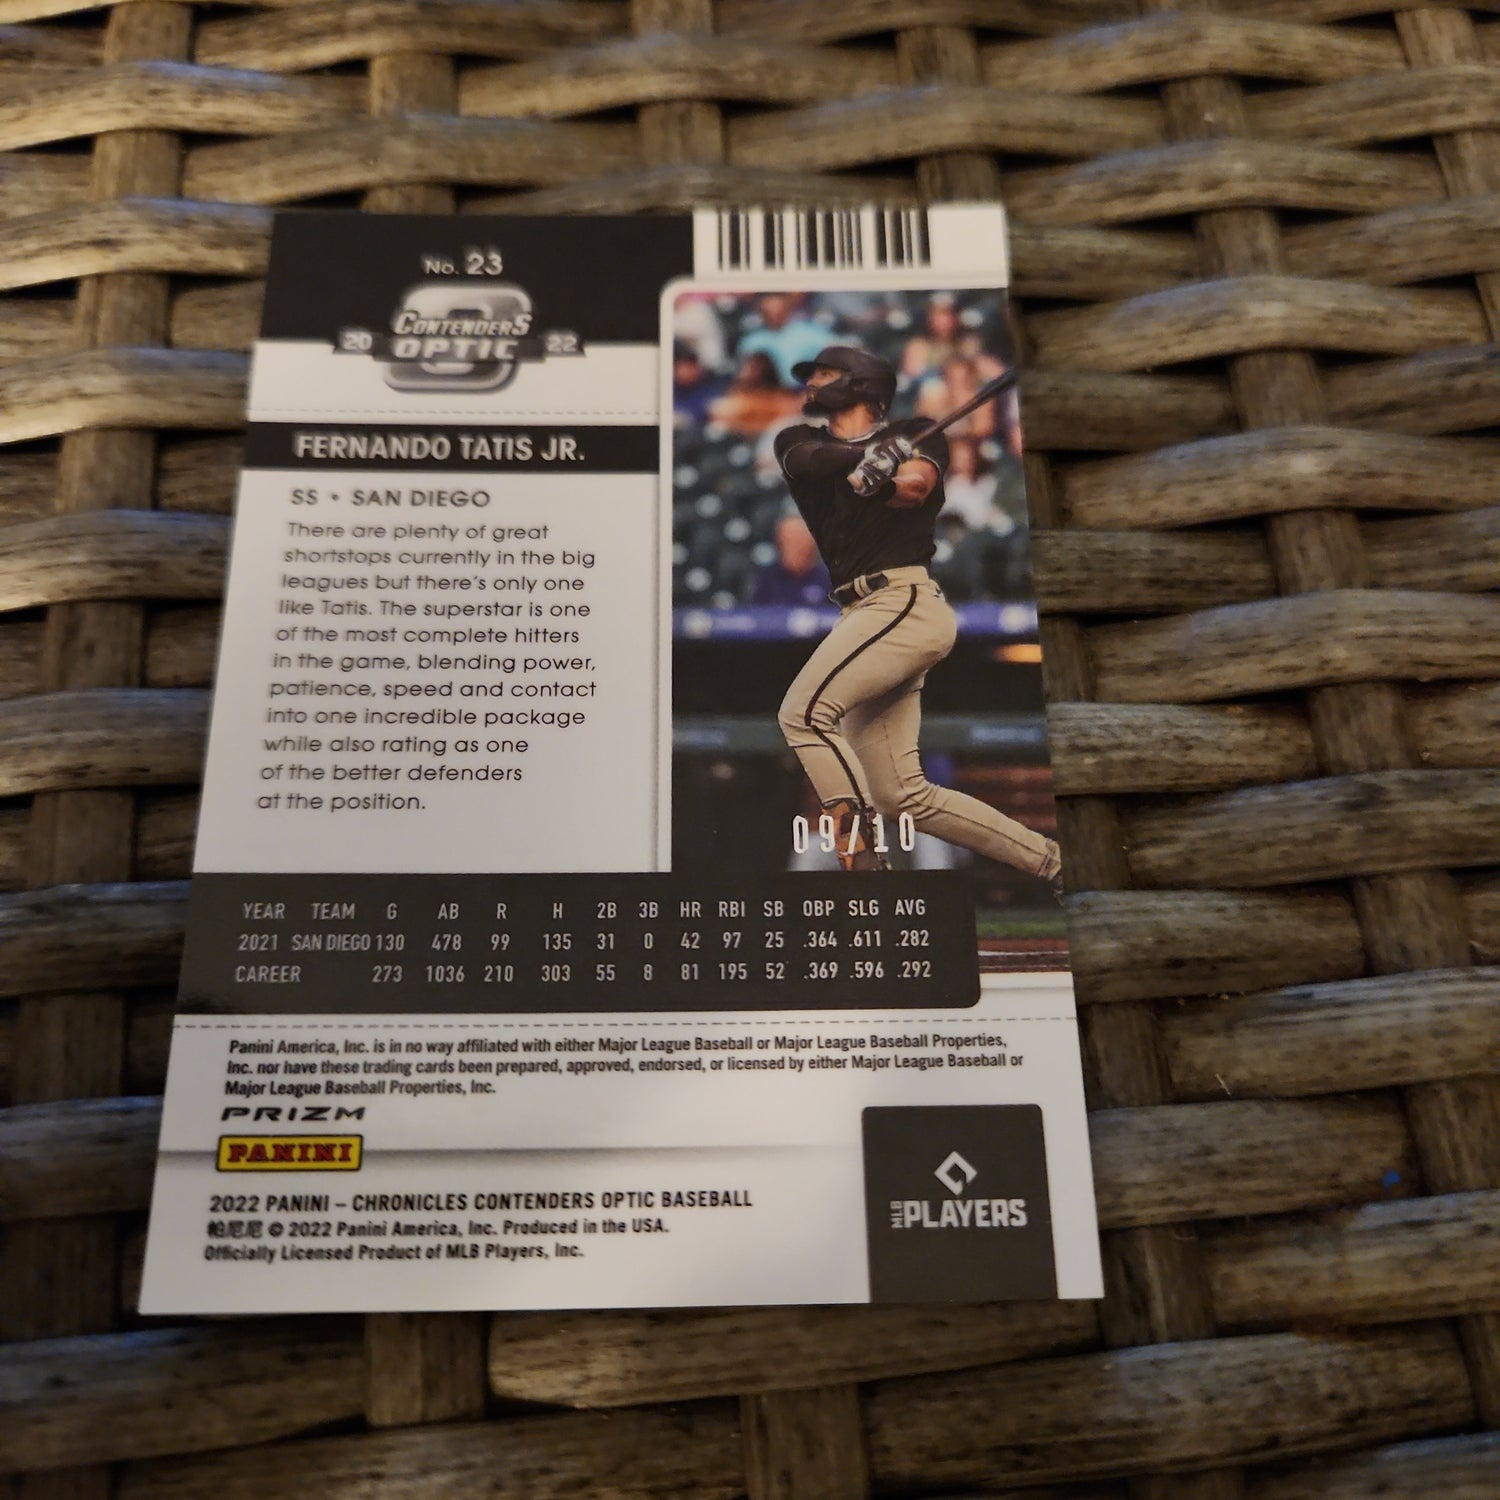 No. 23
CONTENDERS
20 OPTIC 22
FERNANDO TATIS JR.
SS • SAN DIEGO
There are plenty of great
shortstops currently in the big
leagues but there's only one
like Tatis. The superstar is one
of the most complete hitters
in the game, blending power,
patience, speed and contact
into one incredible package
while also rating as one
of the better defenders
at the position.
09/10
YEAR TEAM G AB R H 2B 3B HR RBI SB OBP SLG AVG
2021 SAN DIEGO 130 478 99 135 31 0 42 97 25 .364 .611 .282
CAREER 273 1036 210 303 55 8 81 195 52 .369 .596 .292
Panini America, Inc. is in no way affiliated with either Major League Baseball or Major League Baseball Properties,
Inc. nor have these trading cards been prepared, approved, endorsed, or licensed by either Major League Baseball or
Major League Baseball Properties, Inc.
PRIZM
PANINI
2022 PANINI – CHRONICLES CONTENDERS OPTIC BASEBALL
帕尼尼 © 2022 Panini America, Inc. Produced in the USA.
Officially Licensed Product of MLB Players, Inc.
MLB PLAYERS